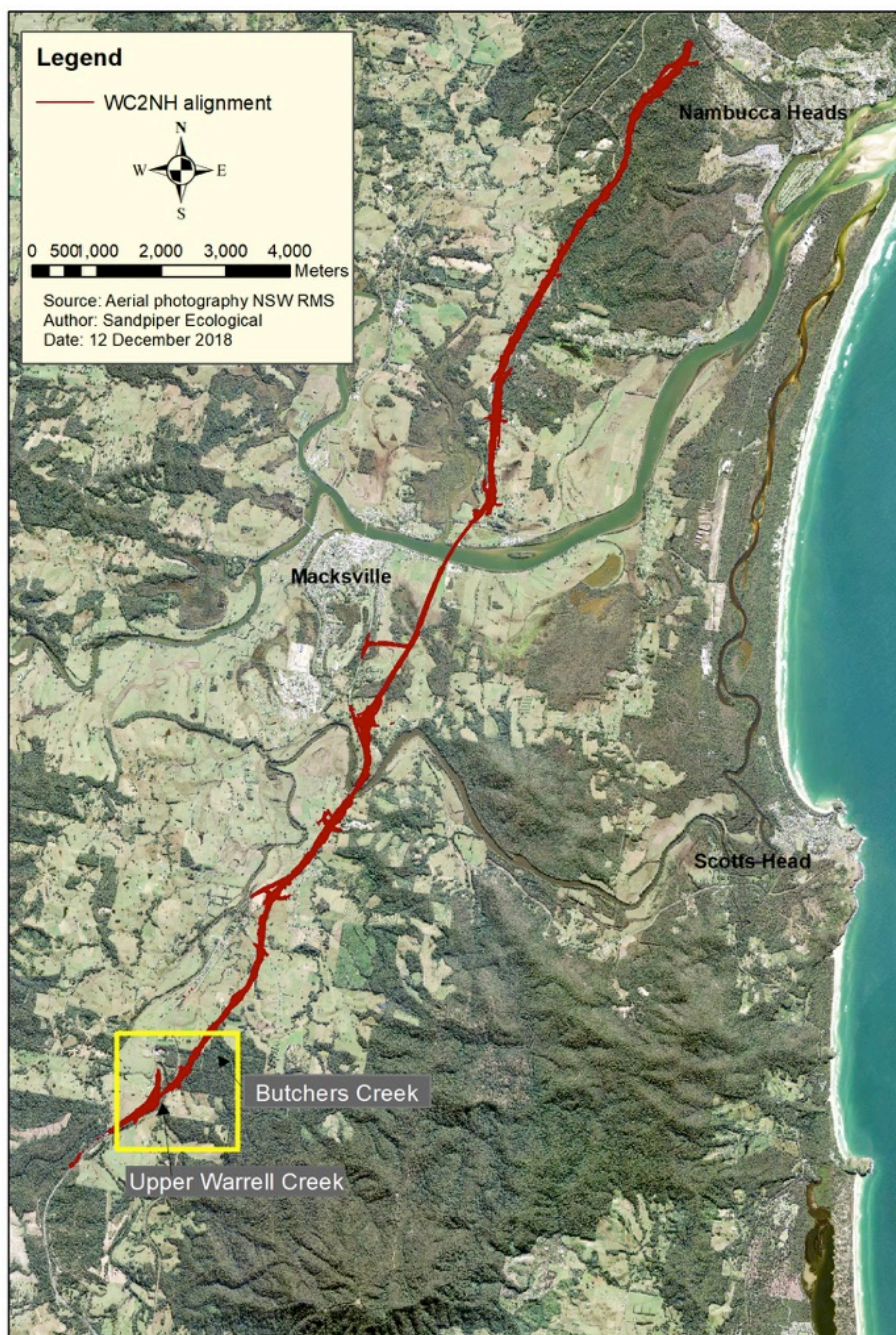 Legend
WC2NH alignment
N
W E
S
0 500 1,000 2,000 3,000 4,000
Meters
Source: Aerial photography NSW RMS
Author: Sandpiper Ecological
Date: 12 December 2018
Nambucca Heads
Macksville
Scotts Head
Butchers Creek
Upper Warrell Creek